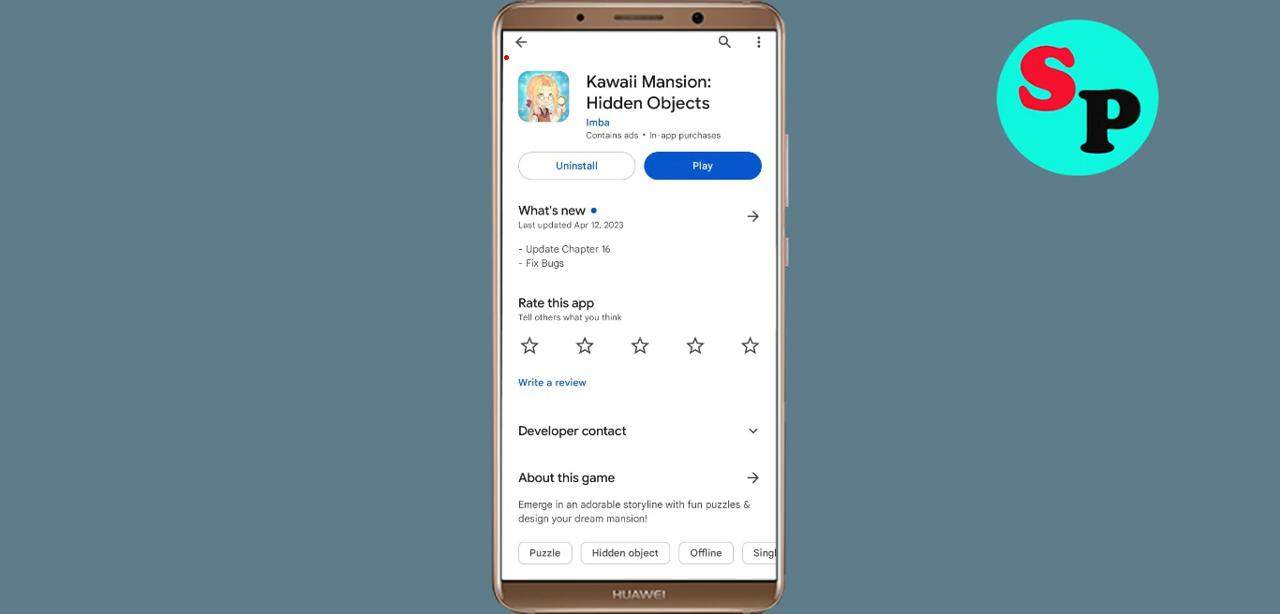 Kawaii Mansion:
Hidden Objects
Imba
Contains ads • In-app purchases
Uninstall
Play
What's new
Last updated Apr 12, 2023
- Update Chapter 16
- Fix Bugs
Rate this app
Tell others what you think
Write a review
Developer contact
About this game
Emerge in an adorable storyline with fun puzzles &
design your dream mansion!
Puzzle
Hidden object
Offline
Singl
HUAWEI
SP